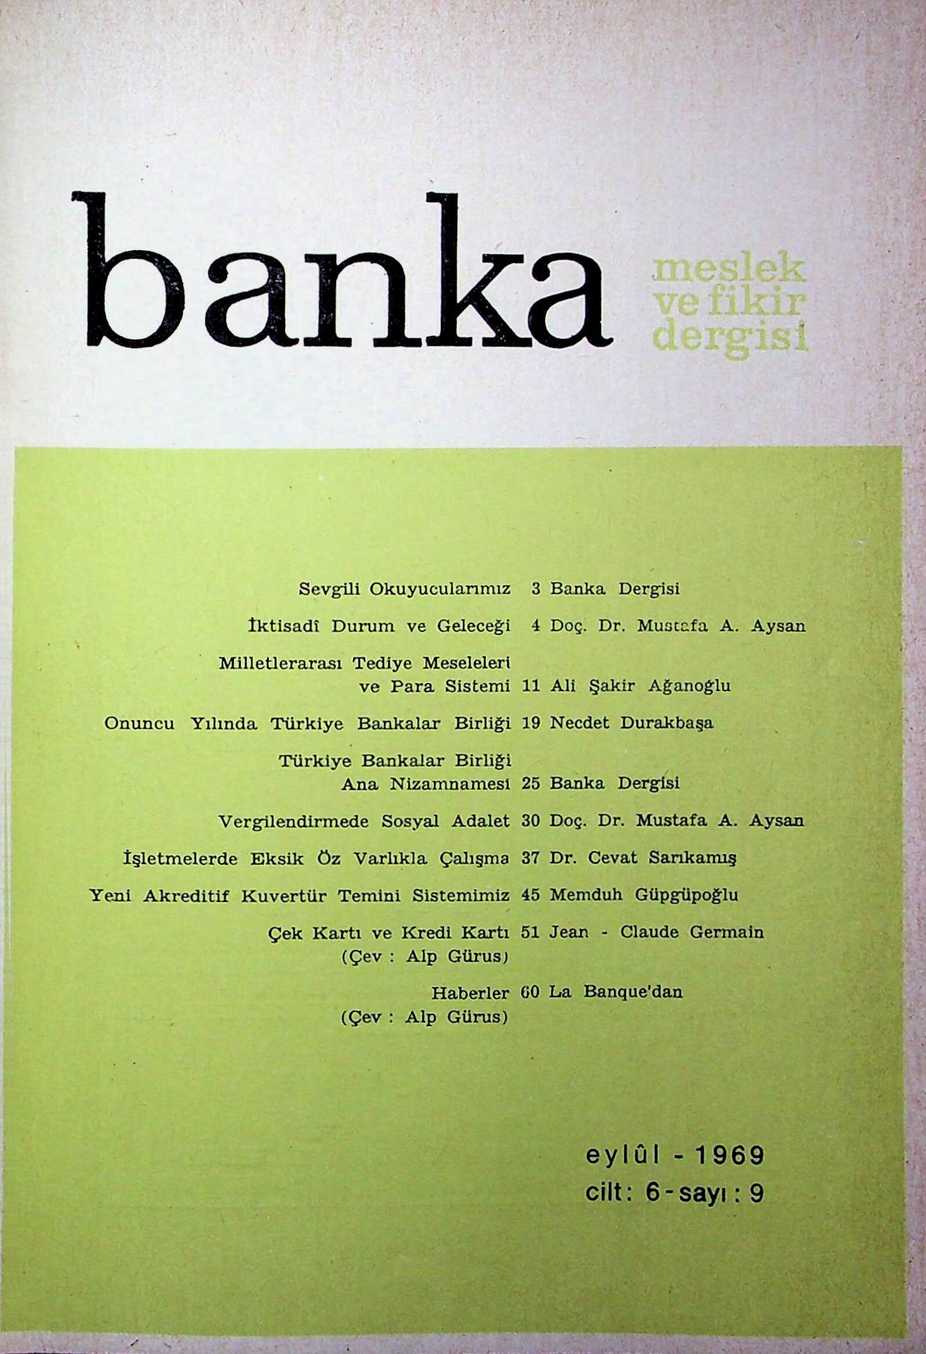 banka
meslek
ve fikir
dergisi
Sevgili Okuyucularımız 3 Banka Dergisi
İktisadî Durum ve Geleceği 4 Doç. Dr. Mustafa A. Aysan
Milletlerarası Tediye Meseleleri
ve Para Sistemi 11 Ali Şakir Ağanoğlu
Onuncu Yılında Türkiye Bankalar Birliği 19 Necdet Durakbaşa
Türkiye Bankalar Birliği
Ana Nizamnamesi 25 Banka Dergisi
Vergilendirmede Sosyal Adalet 30 Doç. Dr. Mustafa A. Aysan
İşletmelerde Eksik Öz Varlıkla Çalışma 37 Dr. Cevat Sarıkamış
Yeni Akreditif Kuvertür Temini Sistemimiz 45 Memduh Güpgüpoğlu
Çek Kartı ve Kredi Kartı 51 Jean - Claude Germain
(Çev : Alp Gürus)
Haberler 60 La Banque'dan
(Çev : Alp Gürus)
eylûl - 1969
cilt: 6-sayı: 9